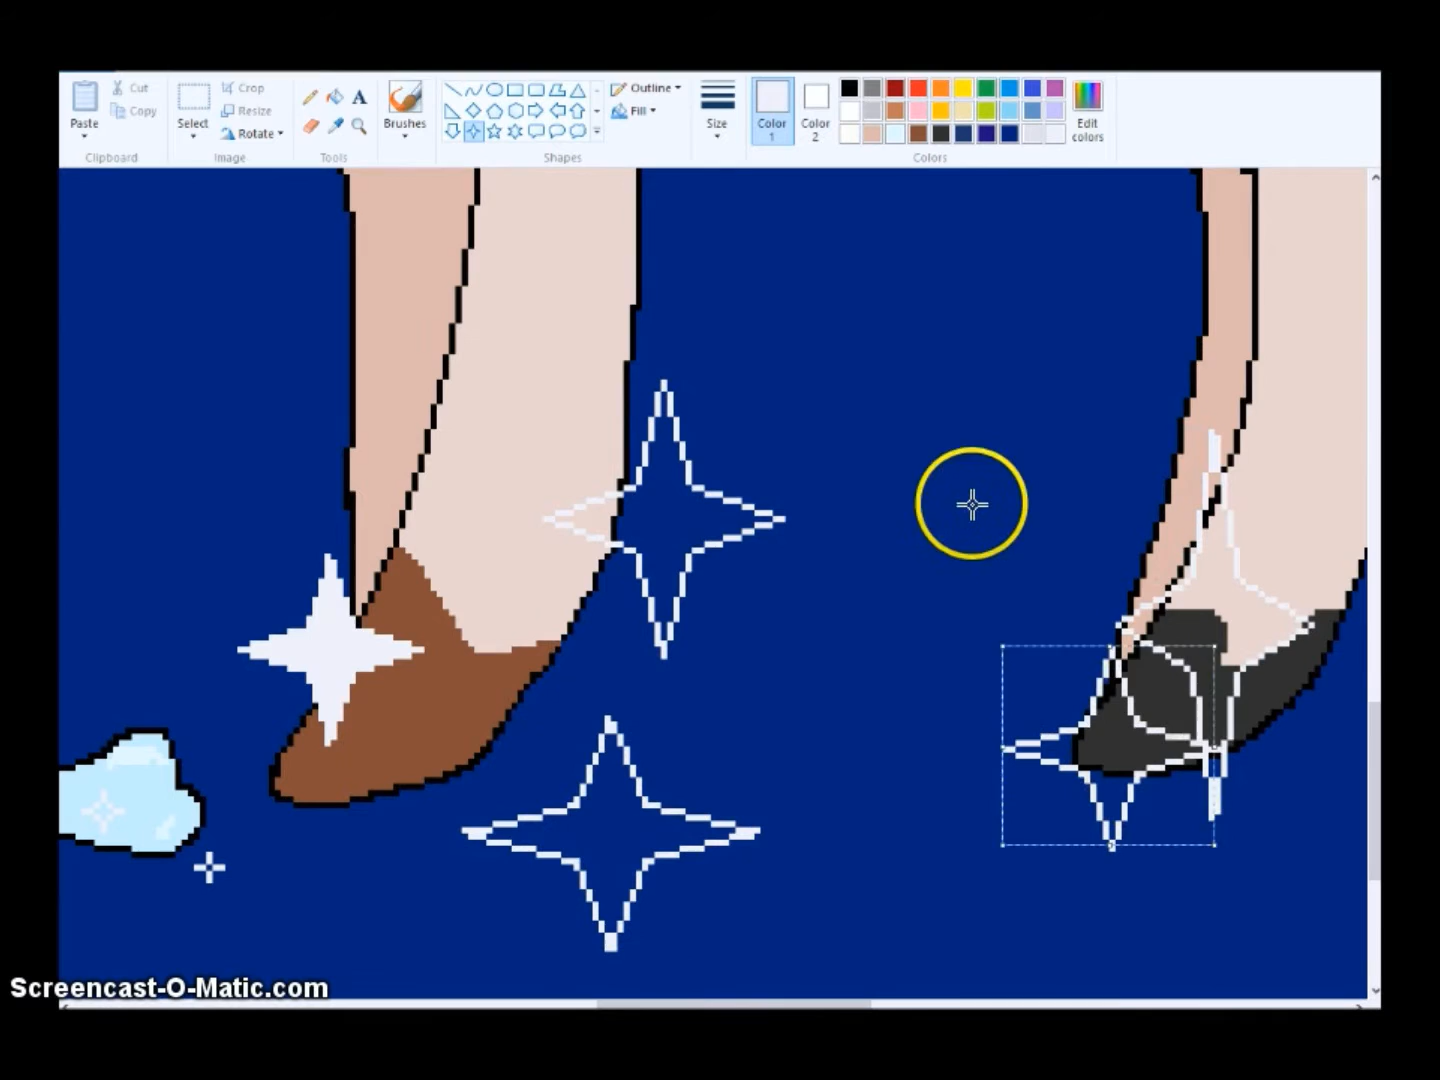 Paste
Cut
Copy
Clipboard
Select
Crop
Resize
Rotate
Image
Tools
A
Brushes
Shapes
Outline
Fill
Size
Color
1
Color
2
Colors
Edit
colors
Screencast-O-Matic.com